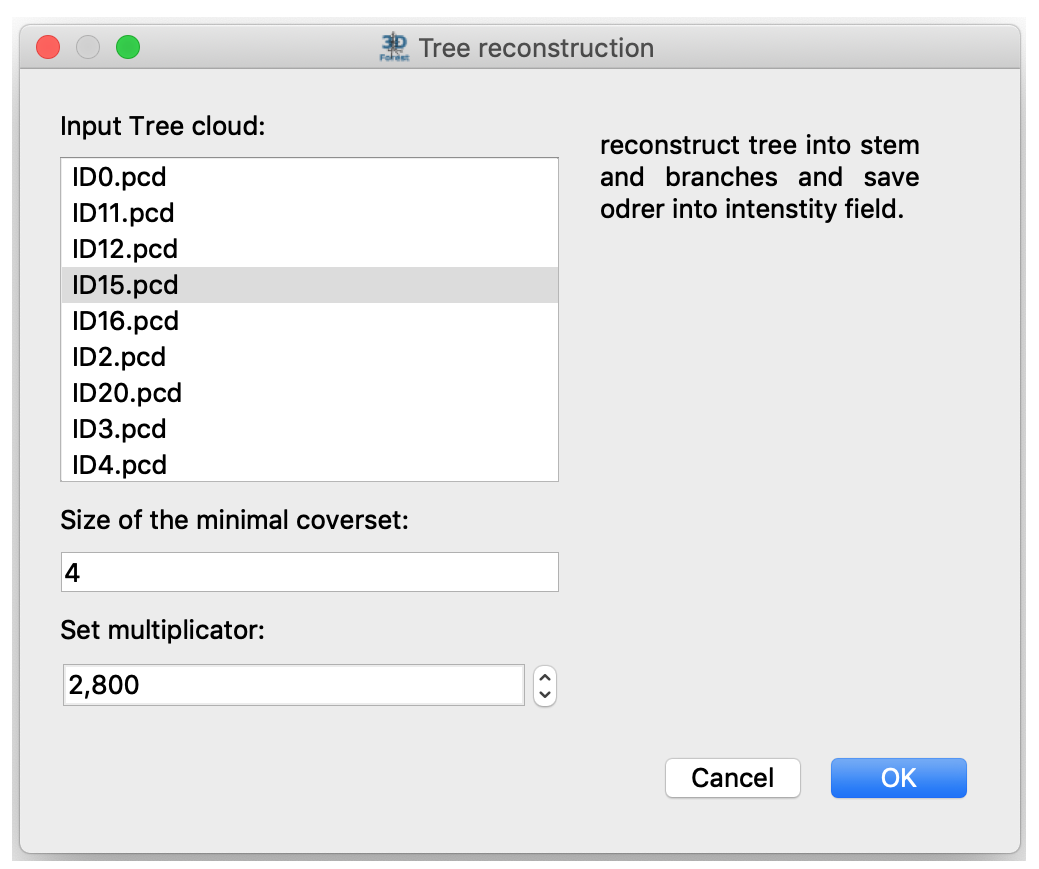 3D
Forest
Tree reconstruction
Input Tree cloud:
ID0.pcd
ID11.pcd
ID12.pcd
ID15.pcd
ID16.pcd
ID2.pcd
ID20.pcd
ID3.pcd
ID4.pcd
reconstruct tree into stem
and branches and save
odrer into intenstity field.
Size of the minimal coverset:
4
Set multiplicator:
2,800
Cancel
OK